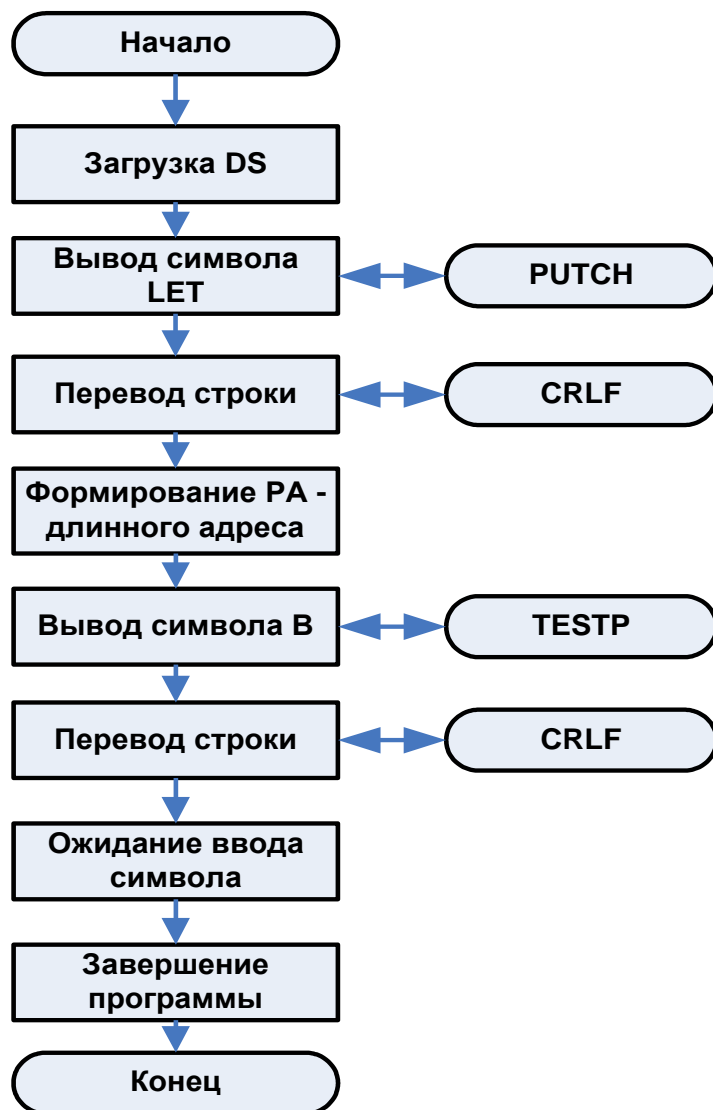 Начало
Загрузка DS
Вывод символа
LET
PUTCH
Перевод строки
CRLF
Формирование PA -
длинного адреса
Вывод символа B
TESTP
Перевод строки
CRLF
Ожидание ввода
символа
Завершение
программы
Конец